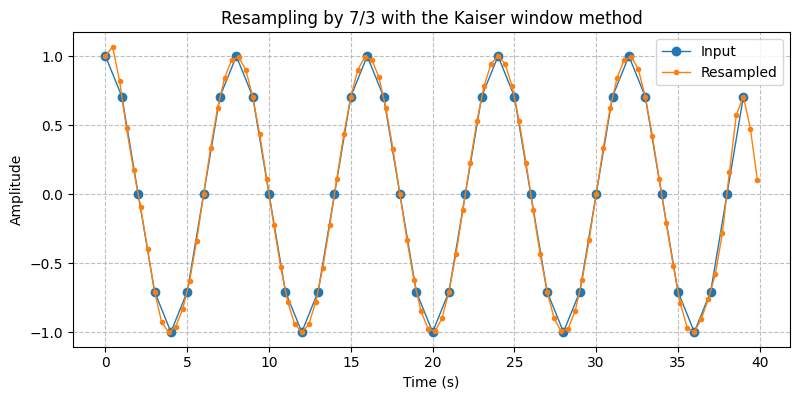 Resampling by 7/3 with the Kaiser window method
Input
Resampled
1.0
0.5
0.0
−0.5
−1.0
Amplitude
0 5 10 15 20 25 30 35 40
Time (s)